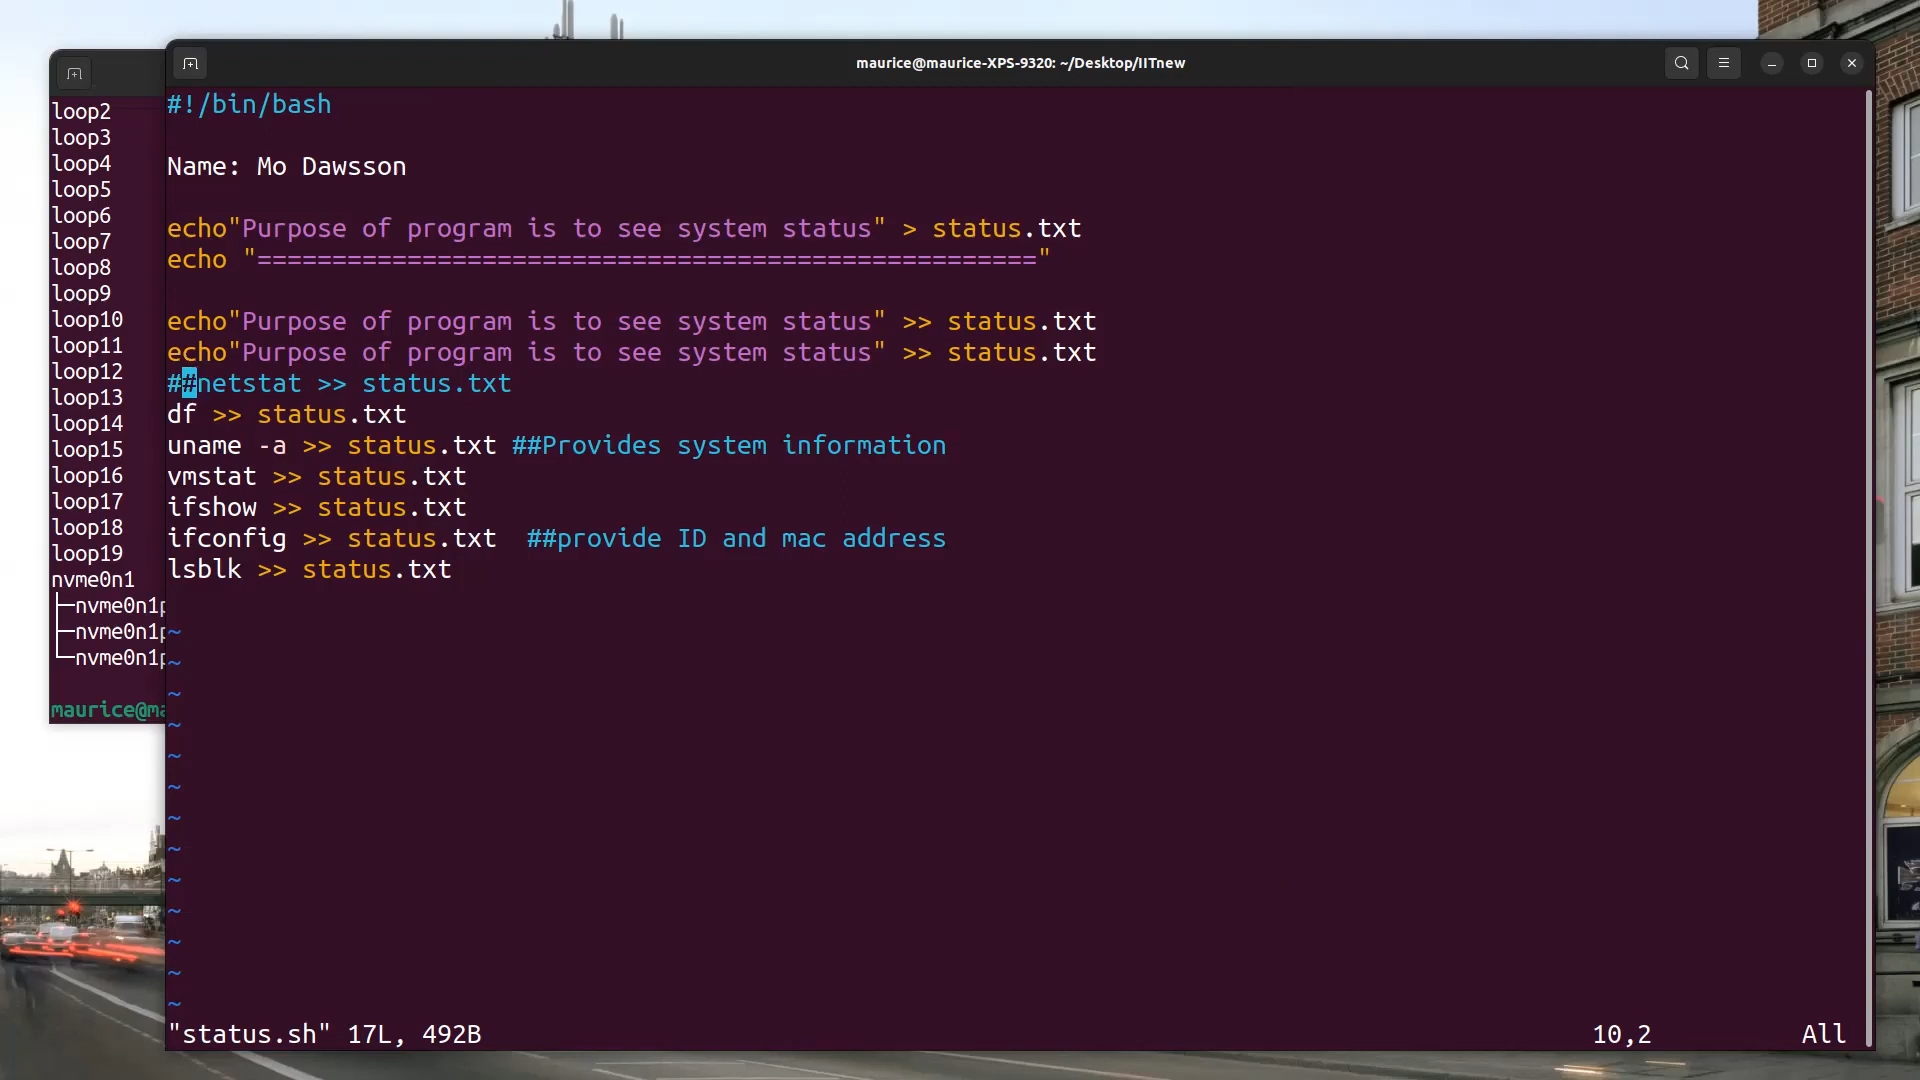 maurice@maurice-XPS-9320: ~/Desktop/IITnew
loop2
loop3
loop4
loop5
loop6
loop7
loop8
loop9
loop10
loop11
loop12
loop13
loop14
loop15
loop16
loop17
loop18
loop19
nvme0n1
├─nvme0n1p
├─nvme0n1p
└─nvme0n1p
maurice@ma
#!/bin/bash
Name: Mo Dawsson
echo"Purpose of program is to see system status" > status.txt
echo "===================================================="
echo"Purpose of program is to see system status" >> status.txt
echo"Purpose of program is to see system status" >> status.txt
##netstat >> status.txt
df >> status.txt
uname -a >> status.txt ##Provides system information
vmstat >> status.txt
ifshow >> status.txt
ifconfig >> status.txt  ##provide ID and mac address
lsblk >> status.txt
~
~
~
~
~
~
~
~
~
~
~
~
~
"status.sh" 17L, 492B 10,2 All